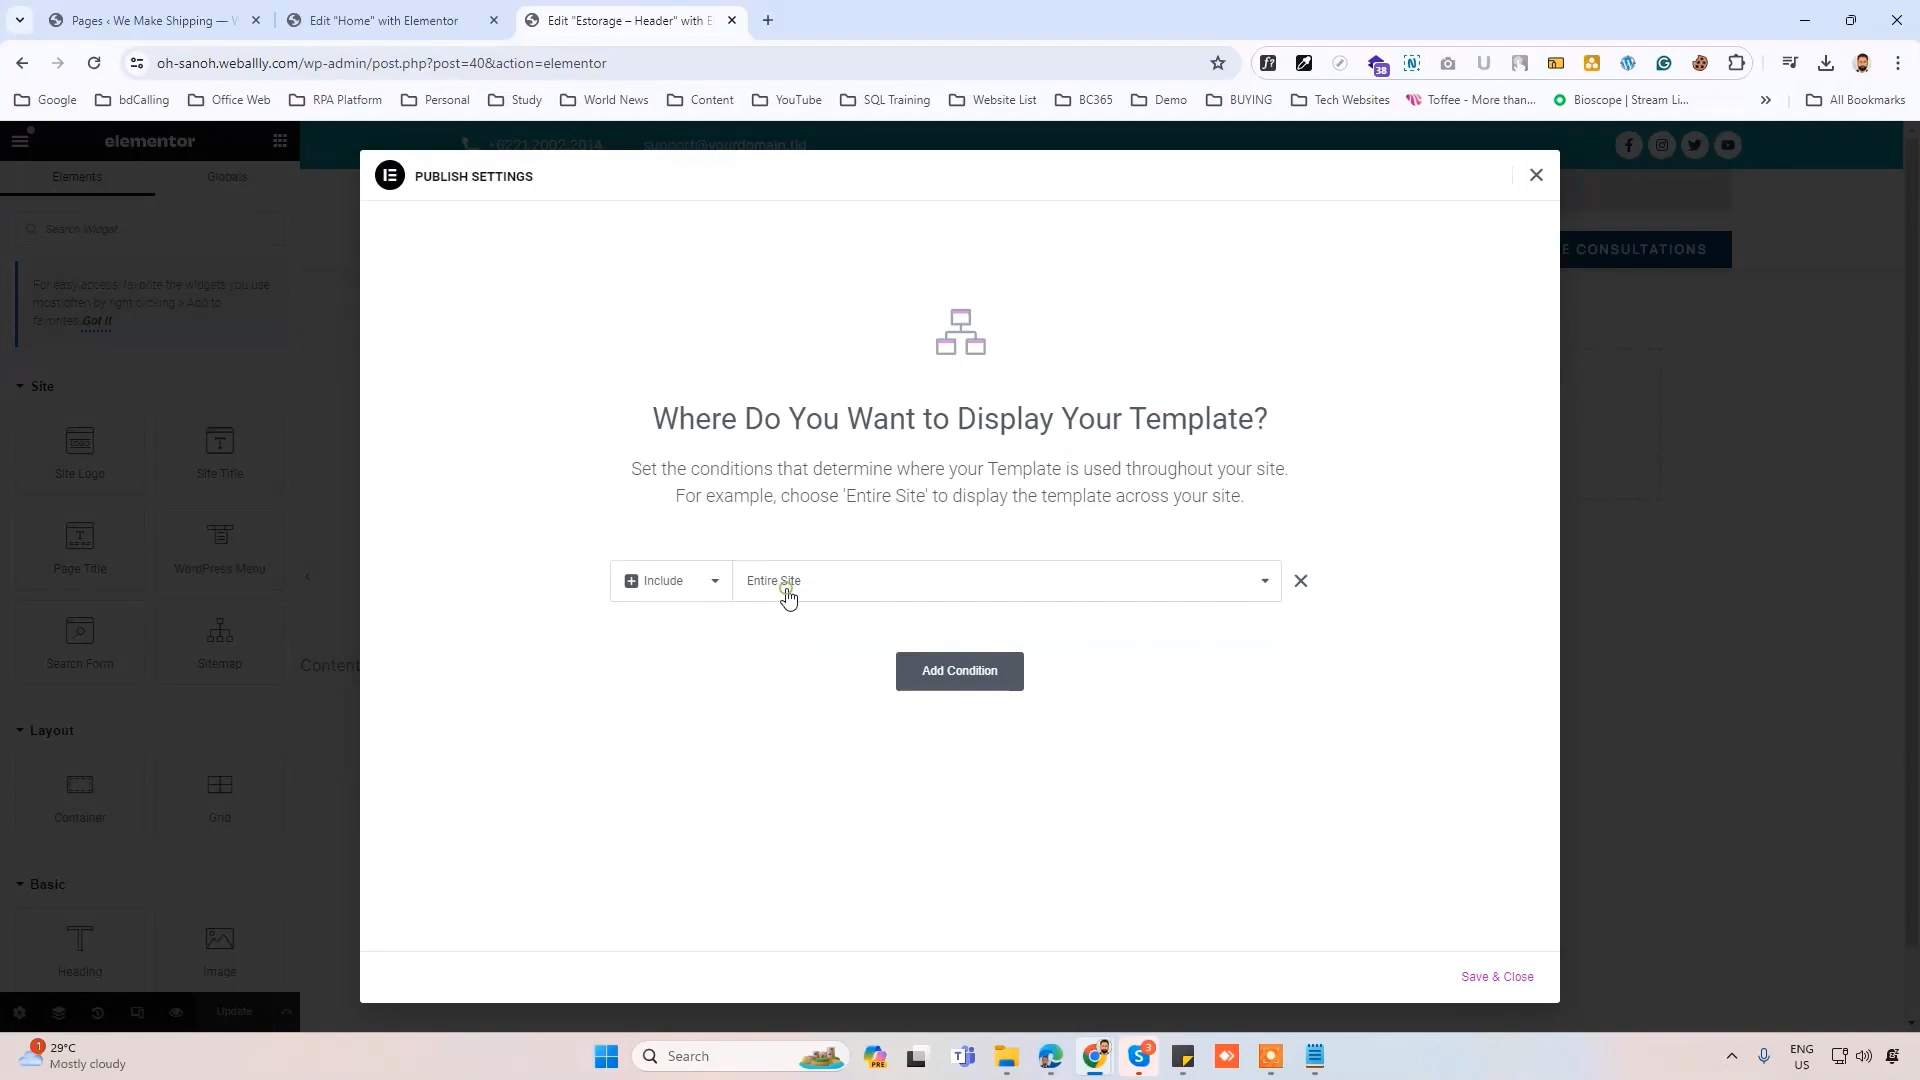 Pages ‹ We Make Shipping —
Edit "Home" with Elementor
Edit "Estorage – Header" with E
oh-sanoh.weballly.com/wp-admin/post.php?post=40&action=elementor
38
Google
bdCalling
Office Web
RPA Platform
Personal
Study
World News
Content
YouTube
SQL Training
Website List
BC365
Demo
BUYING
Tech Websites
Toffee - More than...
Bioscope | Stream Li...
All Bookmarks
elementor
+6221.2002.2014
support@yourdomain.tld
Elements
Globals
PUBLISH SETTINGS
Search Widget...
E CONSULTATIONS
For easy access, favorite the widgets you use
most often by right clicking > Add to
favorites. Got It
Site
Where Do You Want to Display Your Template?
Site Logo
Site Title
Set the conditions that determine where your Template is used throughout your site.
For example, choose 'Entire Site' to display the template across your site.
Page Title
WordPress Menu
Include
Entire Site
Search Form
Sitemap
Content
Add Condition
Layout
Container
Grid
Basic
Heading
Image
Save & Close
Update
1
29°C
Mostly cloudy
Search
PRE
3
ENG
US